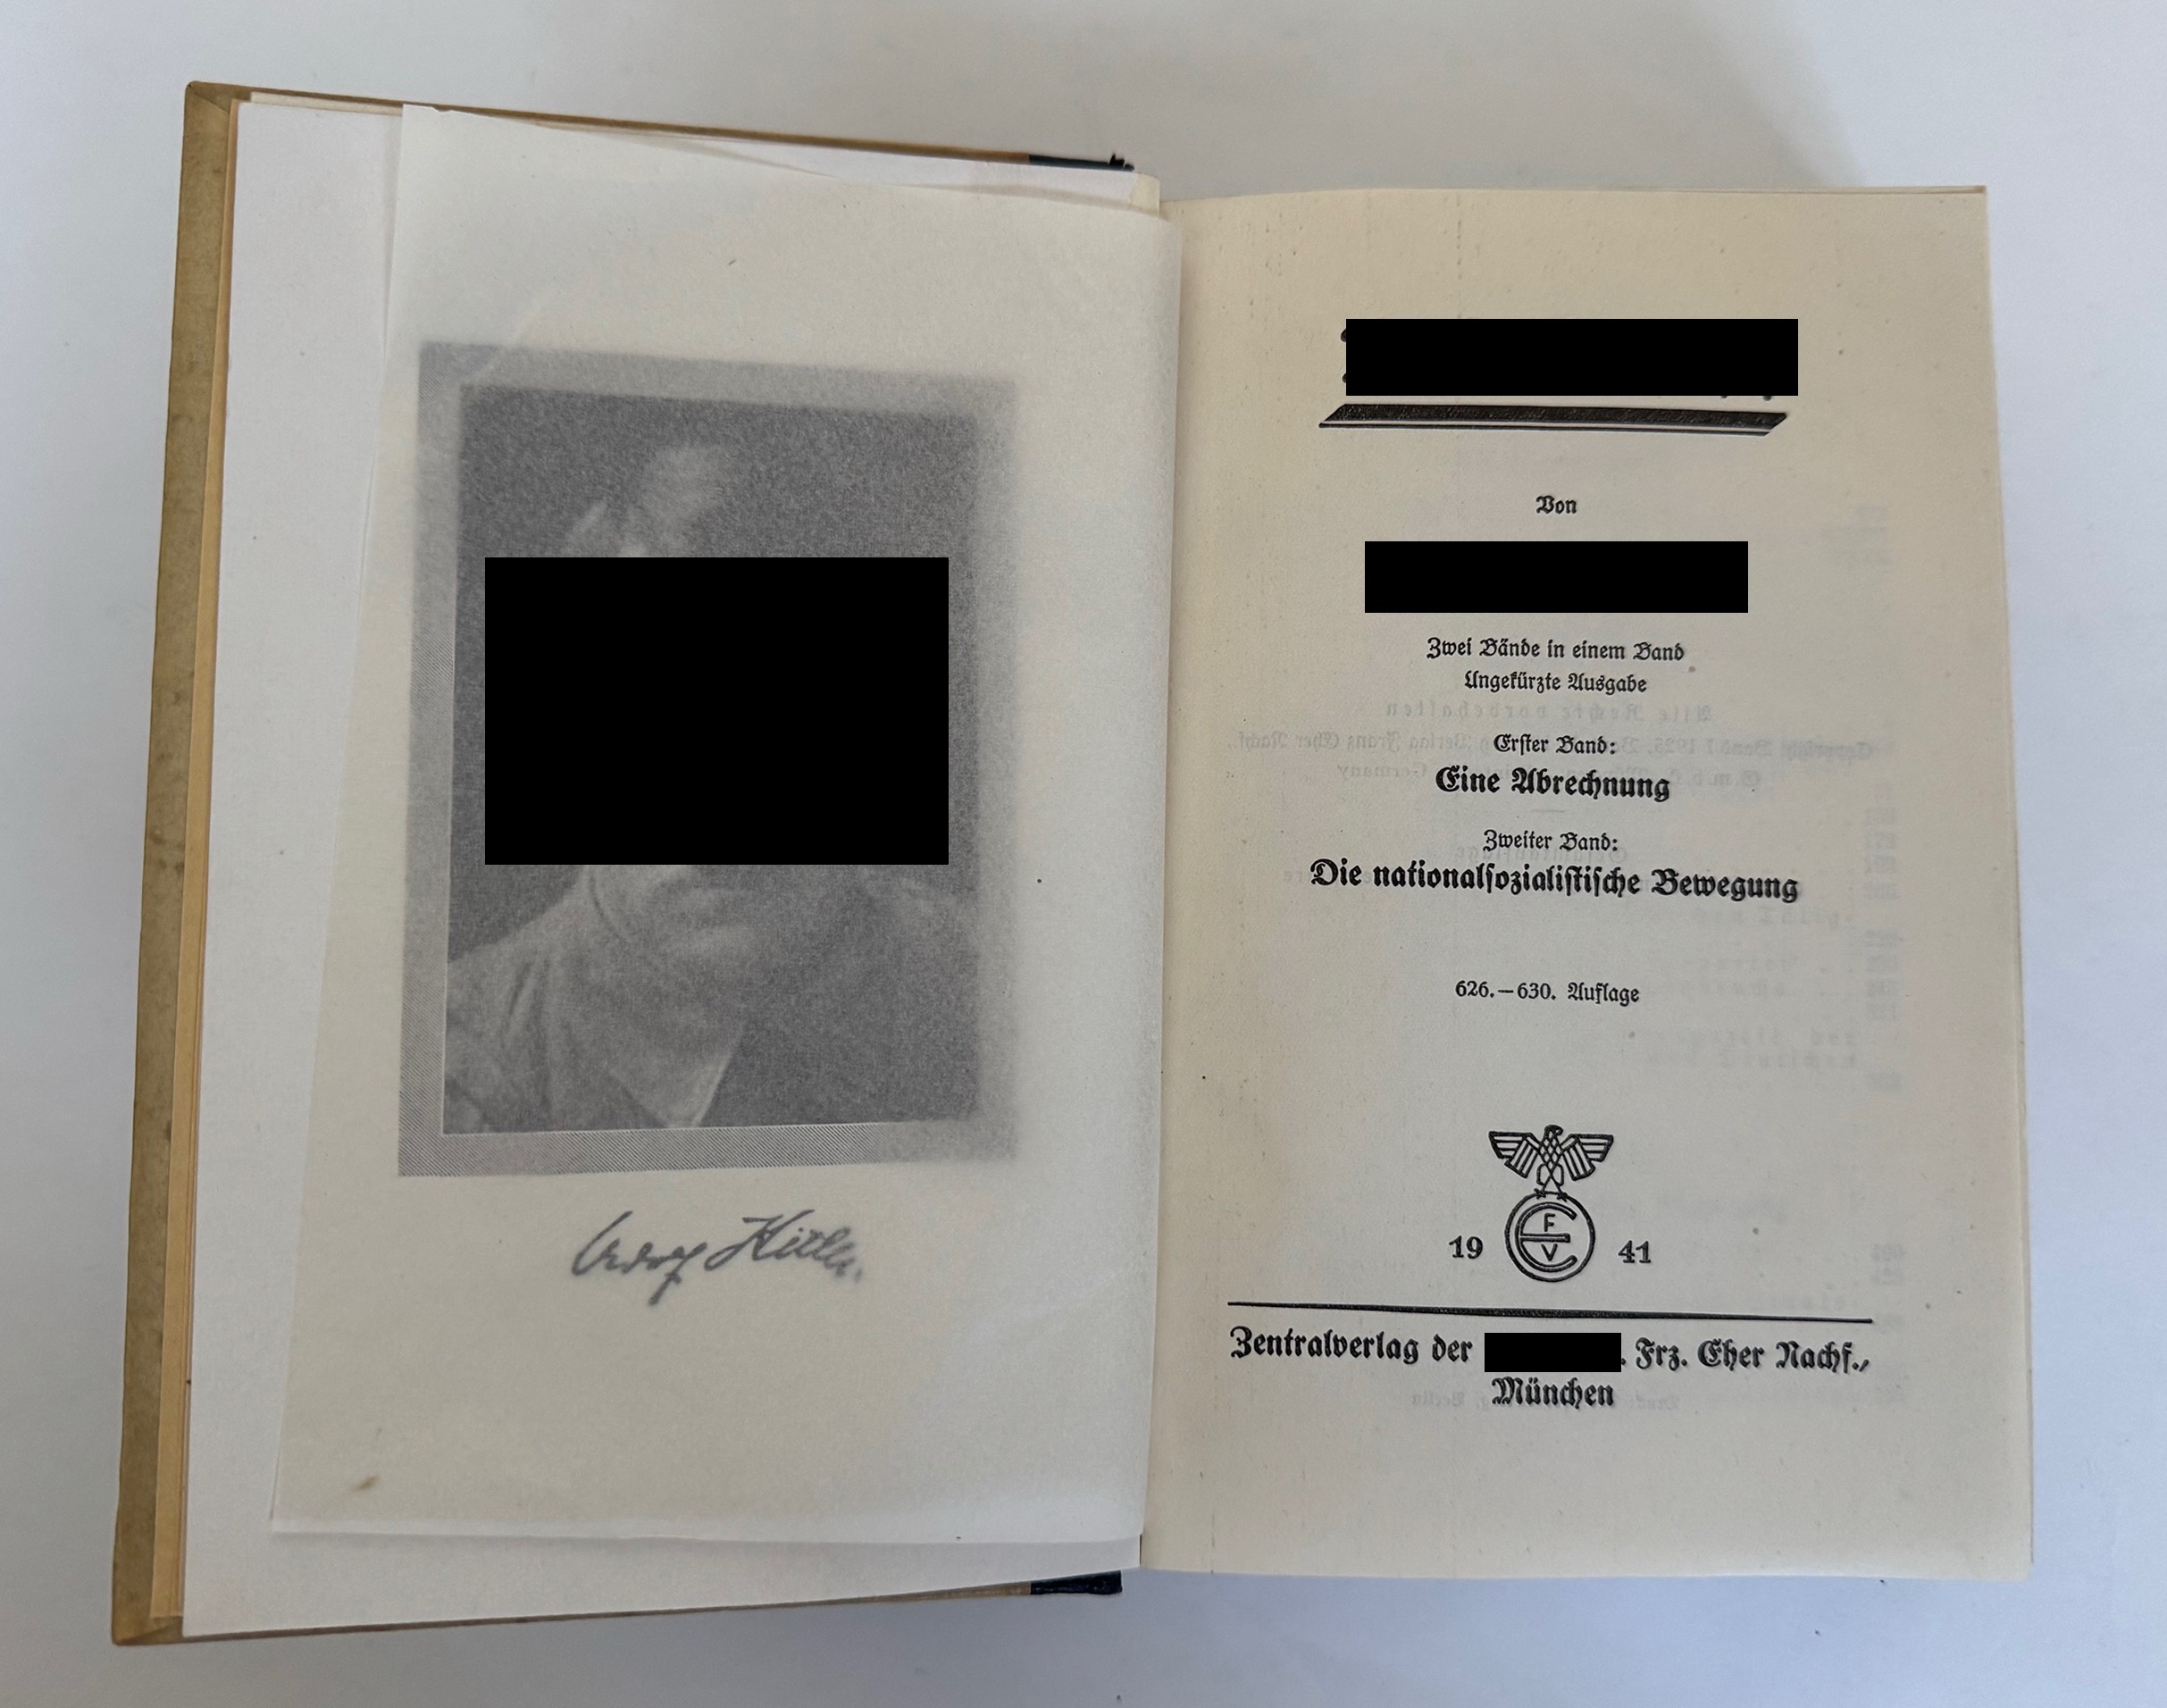 Adolf Hitler.
Von
Zwei Bände in einem Band
Ungekürzte Ausgabe
Erster Band:
Eine Abrechnung
Zweiter Band:
Die nationalsozialistische Bewegung
626.–630. Auflage
19 FEV 41
Zentralverlag der . Frz. Eher Nachf.,
München